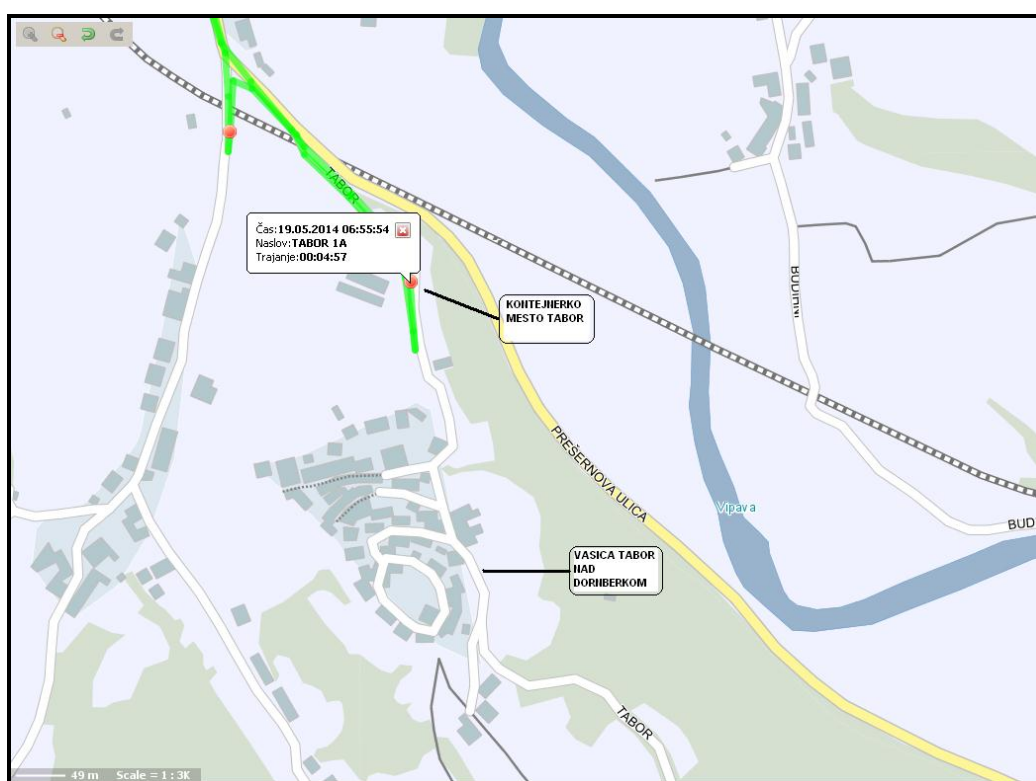 TABOR
Čas:19.05.2014 06:55:54
Naslov:TABOR 1A
Trajanje:00:04:57
KONTEJNERKO
MESTO TABOR
BUDIHNI
PREŠERNOVA ULICA
Vipava
BUD
VASICA TABOR
NAD
DORNBERKOM
TABOR
49 m Scale = 1 : 3K